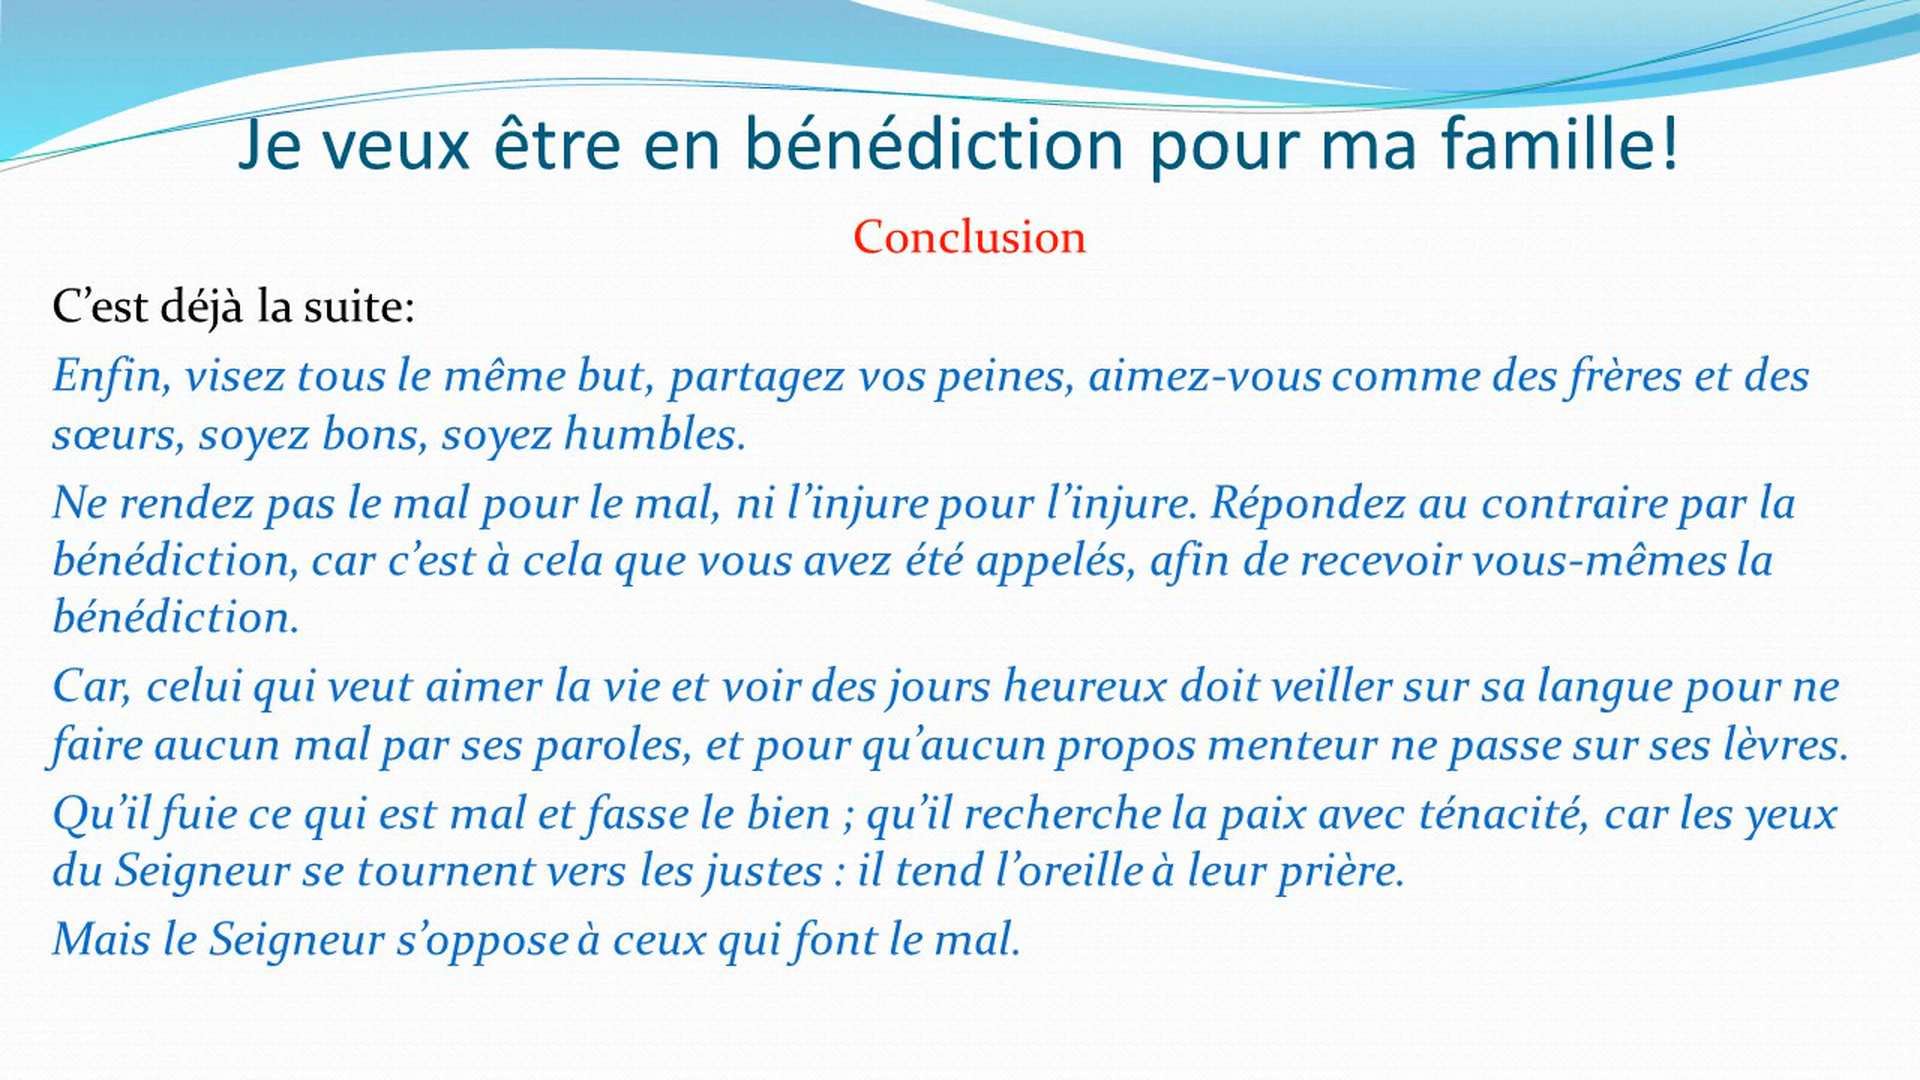 Je veux être en bénédiction pour ma famille!
Conclusion
C’est déjà la suite:
Enfin, visez tous le même but, partagez vos peines, aimez-vous comme des frères et des
sœurs, soyez bons, soyez humbles.
Ne rendez pas le mal pour le mal, ni l’injure pour l’injure. Répondez au contraire par la
bénédiction, car c’est à cela que vous avez été appelés, afin de recevoir vous-mêmes la
bénédiction.
Car, celui qui veut aimer la vie et voir des jours heureux doit veiller sur sa langue pour ne
faire aucun mal par ses paroles, et pour qu’aucun propos menteur ne passe sur ses lèvres.
Qu’il fuie ce qui est mal et fasse le bien ; qu’il recherche la paix avec ténacité, car les yeux
du Seigneur se tournent vers les justes : il tend l’oreille à leur prière.
Mais le Seigneur s’oppose à ceux qui font le mal.